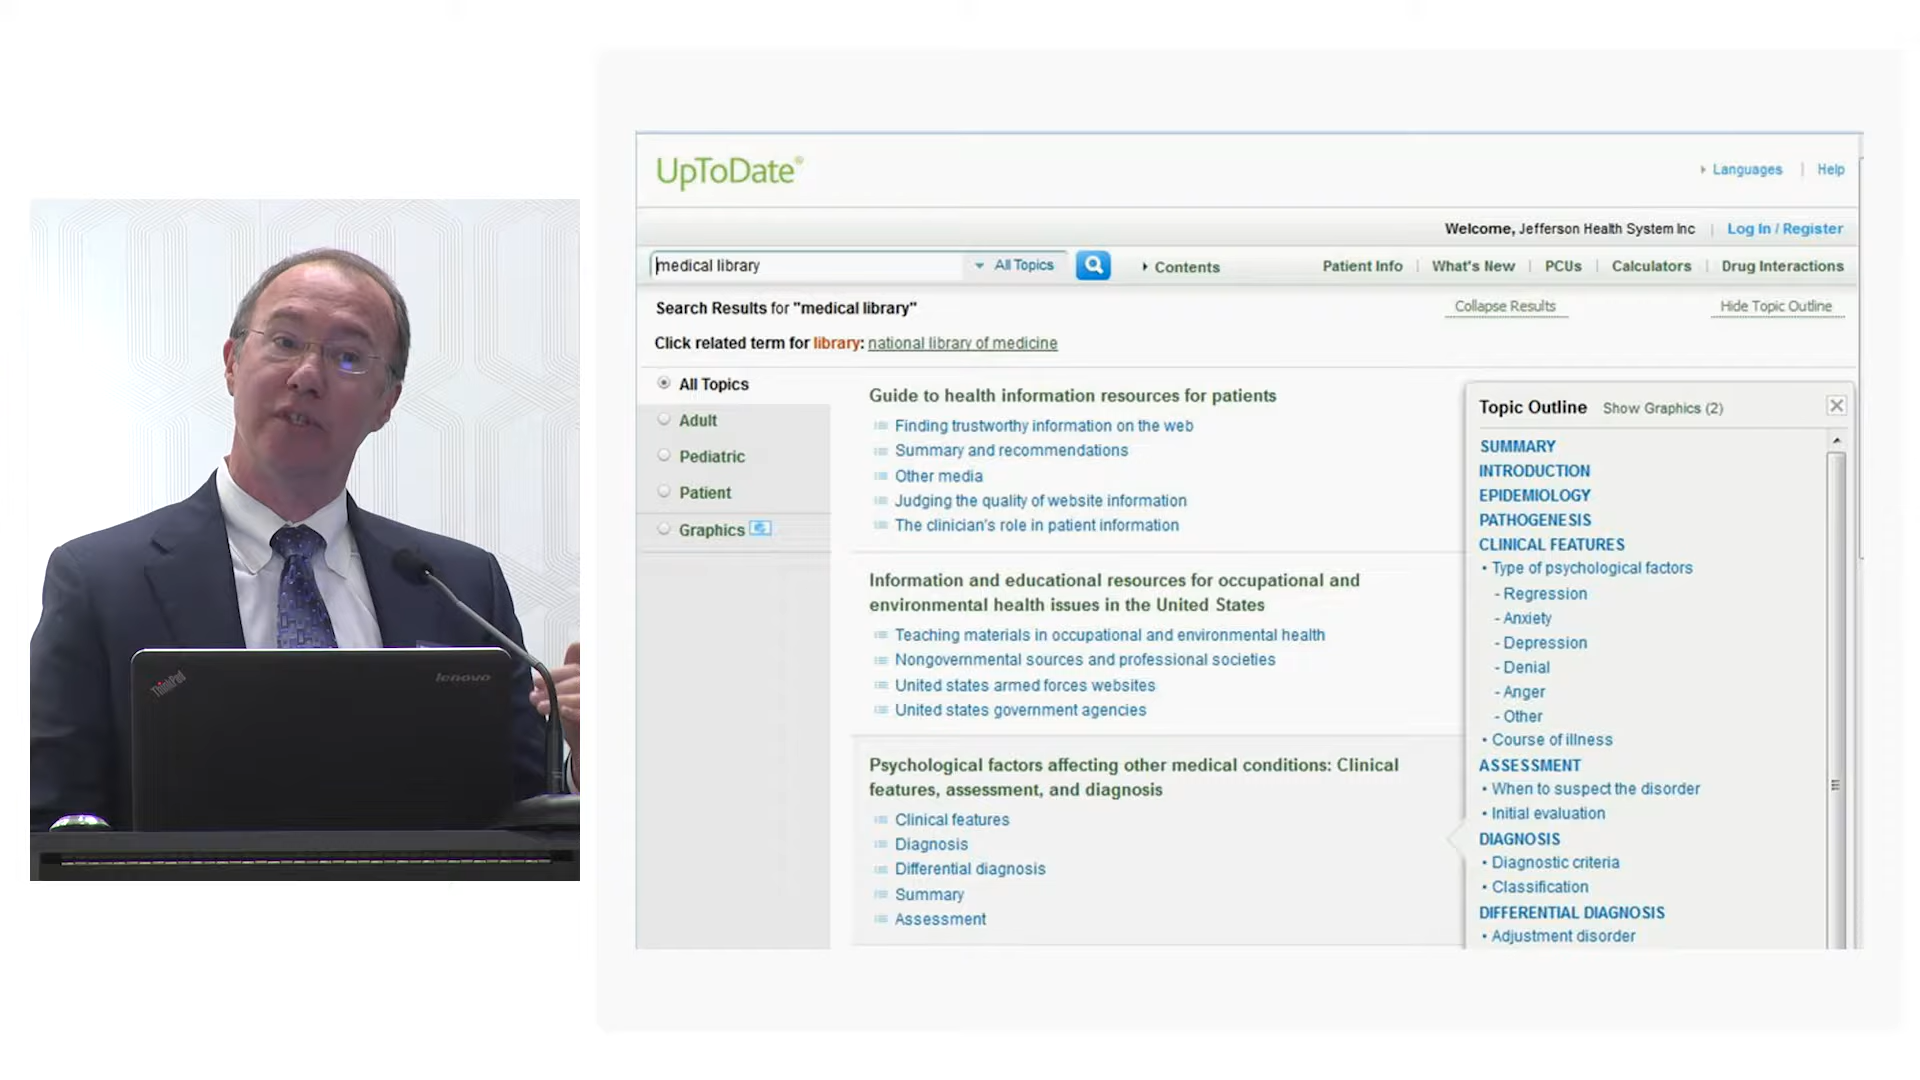 ThinkPad
lenovo
UpToDate®
Languages | Help
Welcome, Jefferson Health System Inc | Log In / Register
medical library
All Topics
Contents
Patient Info | What's New | PCUs | Calculators | Drug Interactions
Search Results for "medical library"
Collapse Results
Hide Topic Outline
Click related term for library: national library of medicine
All Topics
Adult
Pediatric
Patient
Graphics
Guide to health information resources for patients
Finding trustworthy information on the web
Summary and recommendations
Other media
Judging the quality of website information
The clinician's role in patient information
Information and educational resources for occupational and
environmental health issues in the United States
Teaching materials in occupational and environmental health
Nongovernmental sources and professional societies
United states armed forces websites
United states government agencies
Psychological factors affecting other medical conditions: Clinical
features, assessment, and diagnosis
Clinical features
Diagnosis
Differential diagnosis
Summary
Assessment
Topic Outline Show Graphics (2)
SUMMARY
INTRODUCTION
EPIDEMIOLOGY
PATHOGENESIS
CLINICAL FEATURES
• Type of psychological factors
- Regression
- Anxiety
- Depression
- Denial
- Anger
- Other
• Course of illness
ASSESSMENT
• When to suspect the disorder
• Initial evaluation
DIAGNOSIS
• Diagnostic criteria
• Classification
DIFFERENTIAL DIAGNOSIS
• Adjustment disorder